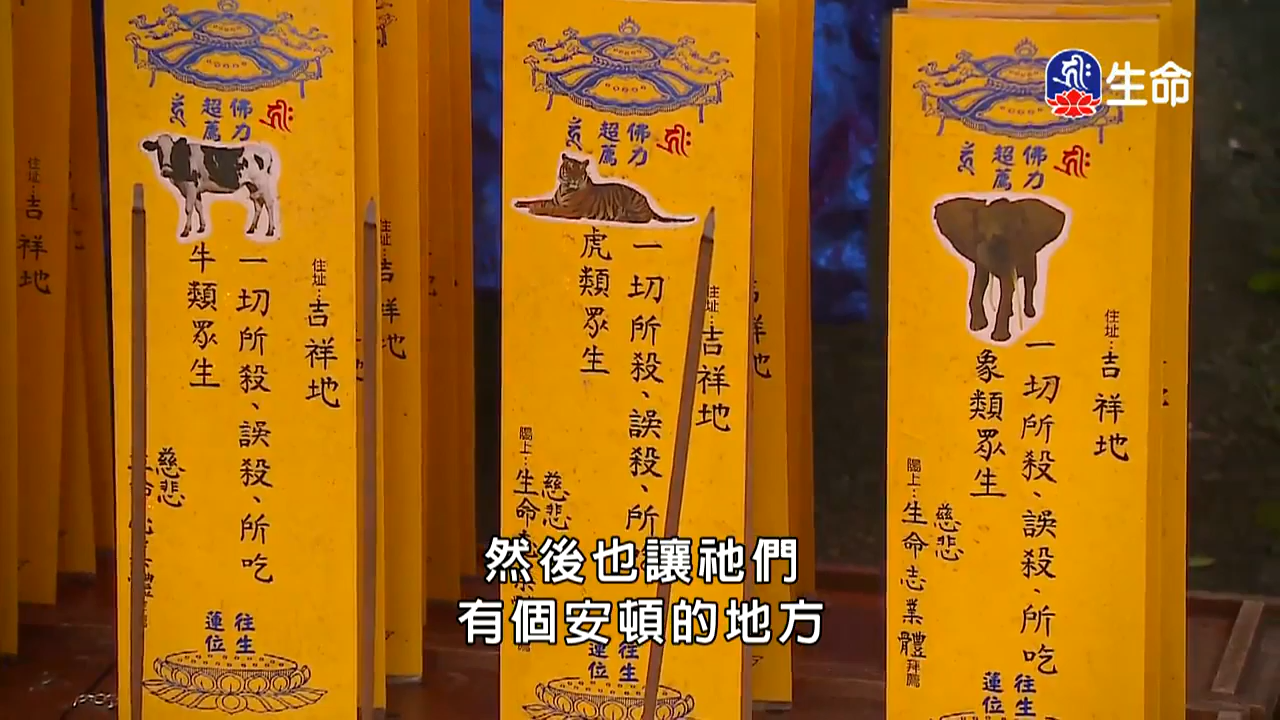 生命
佛力
超薦
住址：吉祥地
一切所殺、誤殺、所吃
牛類眾生
慈悲
往生
蓮位
佛力
超薦
住址：吉祥地
一切所殺、誤殺、所
虎類眾生
慈悲
陽上：生命
往生
蓮位
佛力
超薦
住址：吉祥地
一切所殺、誤殺、所吃
象類眾生
慈悲
陽上：生命志業體拜薦
往生
蓮位
住址：吉祥地
然後也讓祂們
有個安頓的地方